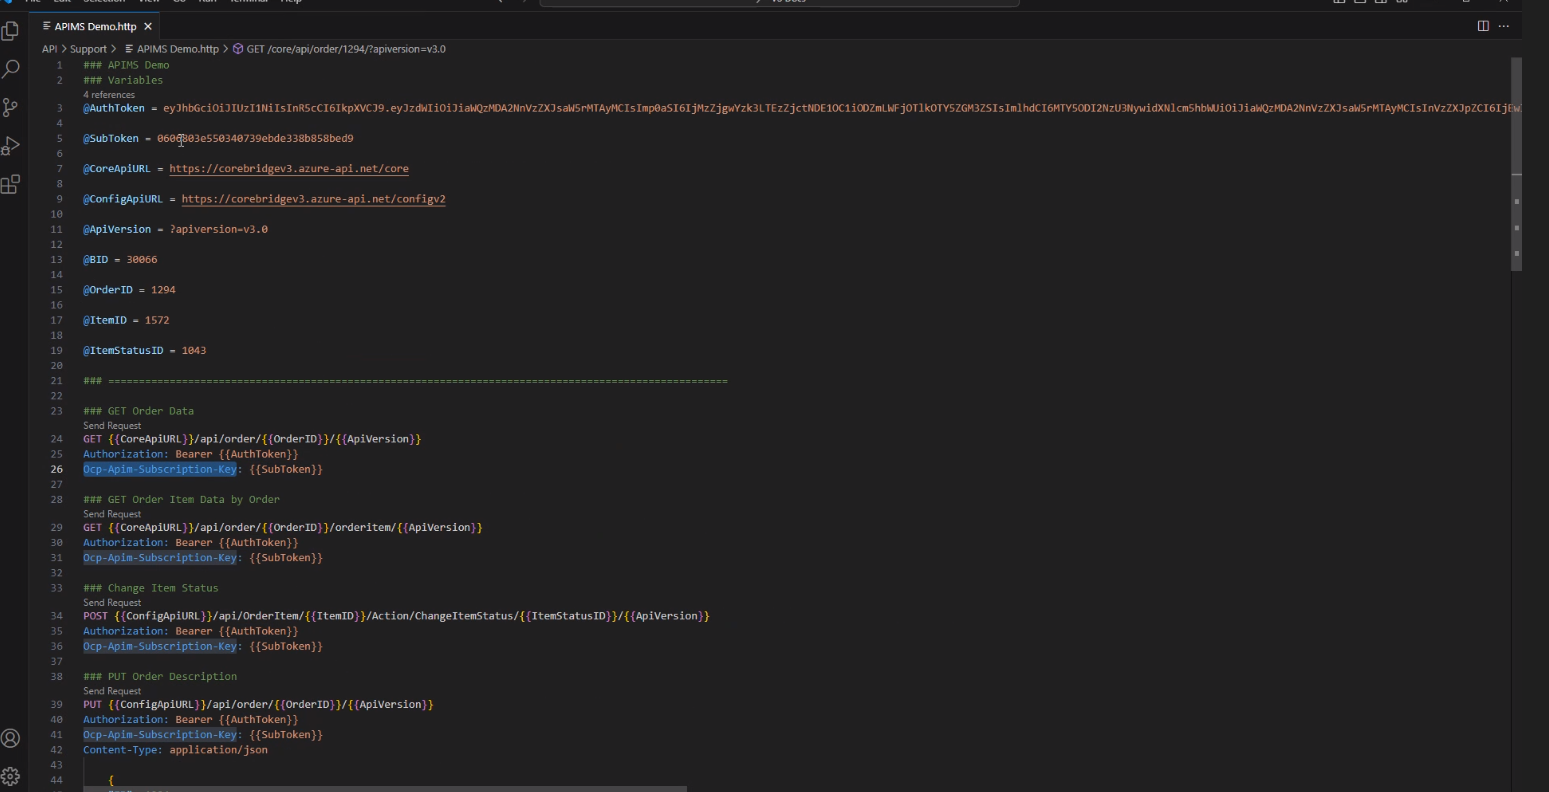 File Edit Selection View Go Run Terminal Help
APIMS Demo.http
API > Support > APIMS Demo.http > GET /core/api/order/1294/?apiversion=v3.0
1 ### APIMS Demo
2 ### Variables
4 references
3 @AuthToken =
4
5 @SubToken = 0606803e550340739ebde338b858bed9
6
7 @CoreApiURL = https://corebridgev3.azure-api.net/core
8
9 @ConfigApiURL = https://corebridgev3.azure-api.net/configv2
10
11 @ApiVersion = ?apiversion=v3.0
12
13 @BID = 30066
14
15 @OrderID = 1294
16
17 @ItemID = 1572
18
19 @ItemStatusID = 1043
20
21 ### =====================================================================================================
22
23 ### GET Order Data
Send Request
24 GET {{CoreApiURL}}/api/order/{{OrderID}}/{{ApiVersion}}
25 Authorization: Bearer {{AuthToken}}
26 Ocp-Apim-Subscription-Key: {{SubToken}}
27
28 ### GET Order Item Data by Order
Send Request
29 GET {{CoreApiURL}}/api/order/{{OrderID}}/orderitem/{{ApiVersion}}
30 Authorization: Bearer {{AuthToken}}
31 Ocp-Apim-Subscription-Key: {{SubToken}}
32
33 ### Change Item Status
Send Request
34 POST {{ConfigApiURL}}/api/OrderItem/{{ItemID}}/Action/ChangeItemStatus/{{ItemStatusID}}/{{ApiVersion}}
35 Authorization: Bearer {{AuthToken}}
36 Ocp-Apim-Subscription-Key: {{SubToken}}
37
38 ### PUT Order Description
Send Request
39 PUT {{ConfigApiURL}}/api/order/{{OrderID}}/{{ApiVersion}}
40 Authorization: Bearer {{AuthToken}}
41 Ocp-Apim-Subscription-Key: {{SubToken}}
42 Content-Type: application/json
43
44 {